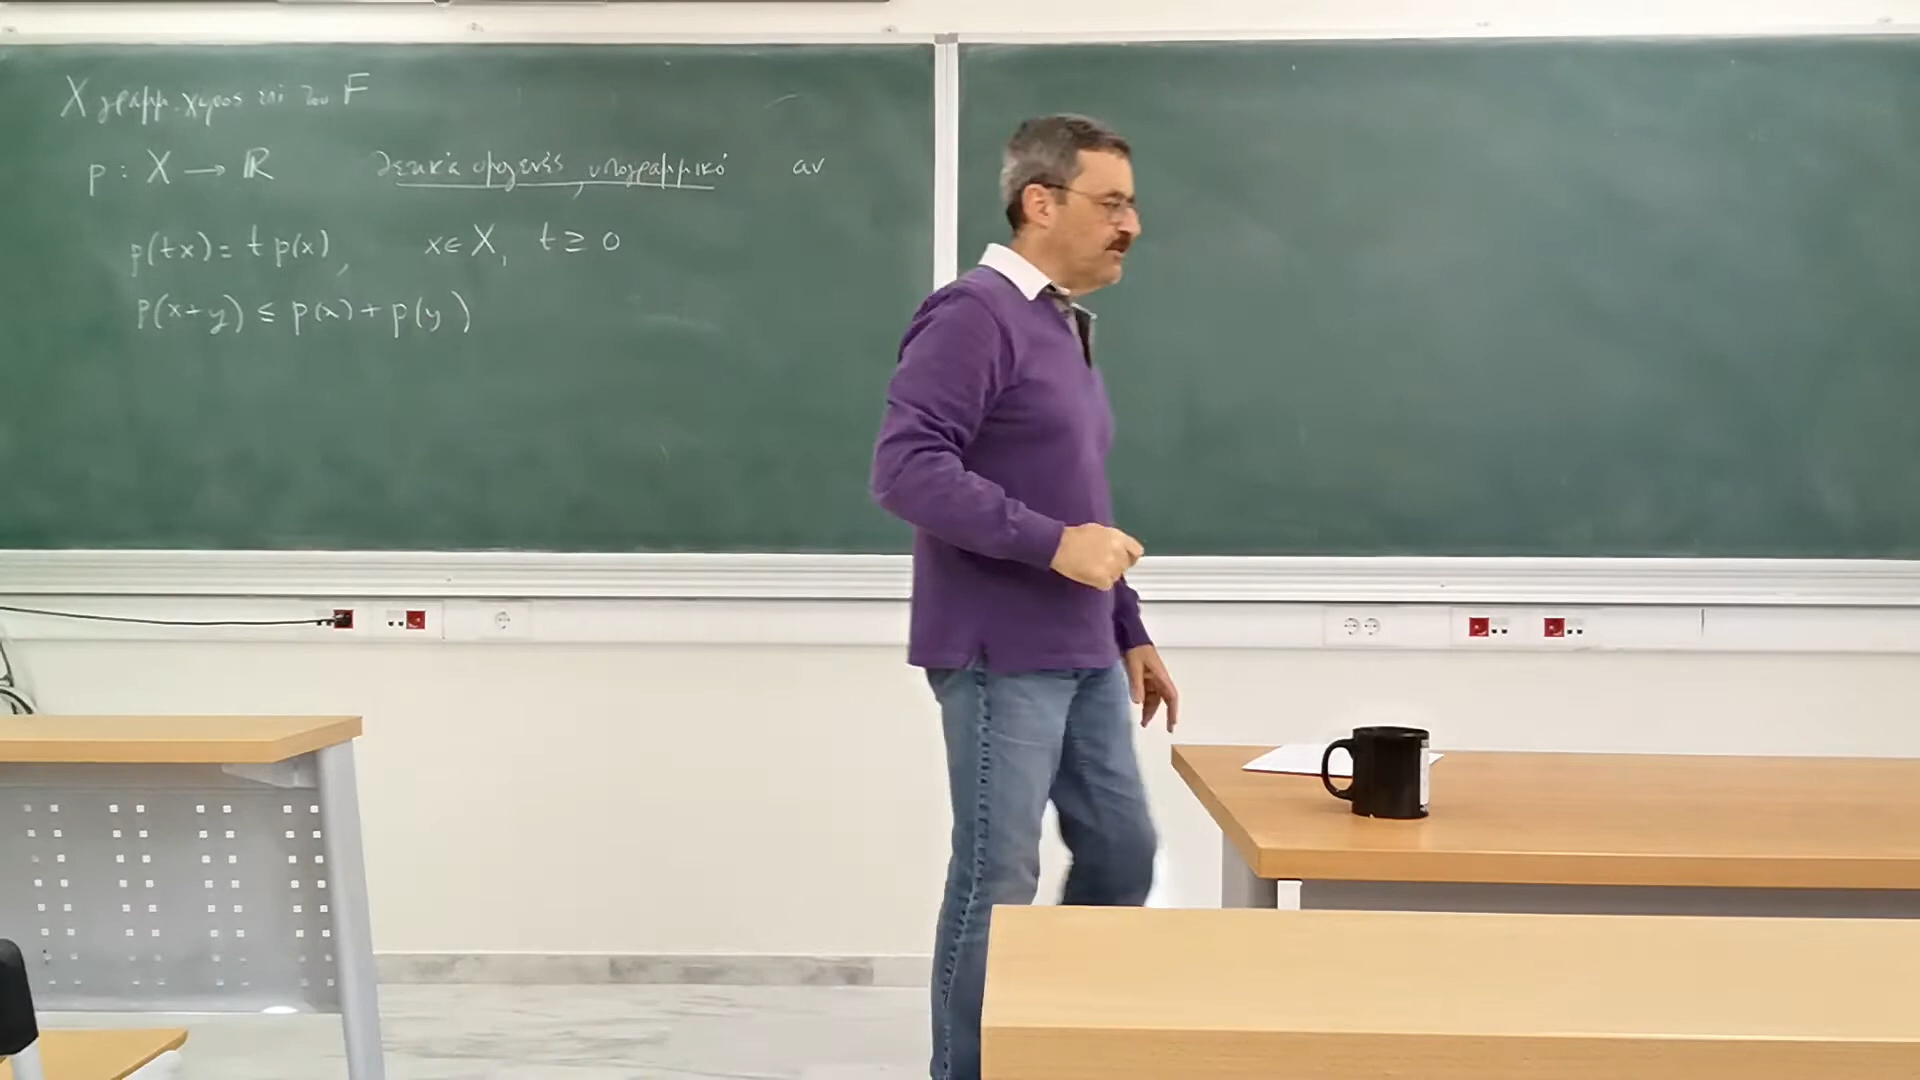 X γραμμ. χώρος επί του F
p : X → ℝ θετικά ομογενές, υπογραμμικό αν
p(tx) = t p(x), x ∈ X, t ≥ 0
p(x+y) ≤ p(x) + p(y)